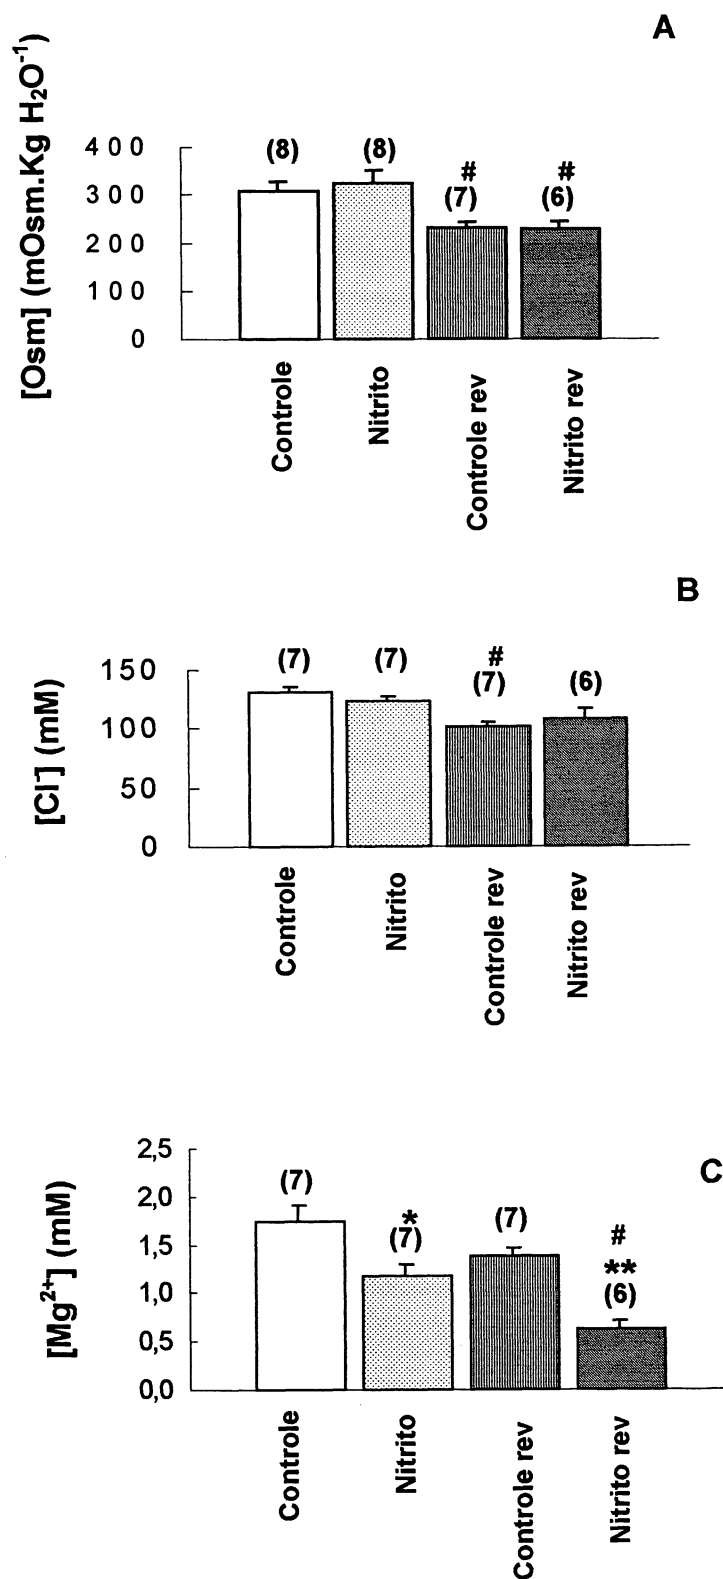 A
[Osm] (mOsm.Kg H₂O⁻¹)
400
300
200
100
0
(8)
(8)
#
(7)
#
(6)
Controle
Nitrito
Controle rev
Nitrito rev
B
[Cl⁻] (mM)
150
100
50
0
(7)
(7)
#
(7)
(6)
Controle
Nitrito
Controle rev
Nitrito rev
C
[Mg²⁺] (mM)
2,5
2,0
1,5
1,0
0,5
0,0
(7)
*
(7)
(7)
#
**
(6)
Controle
Nitrito
Controle rev
Nitrito rev